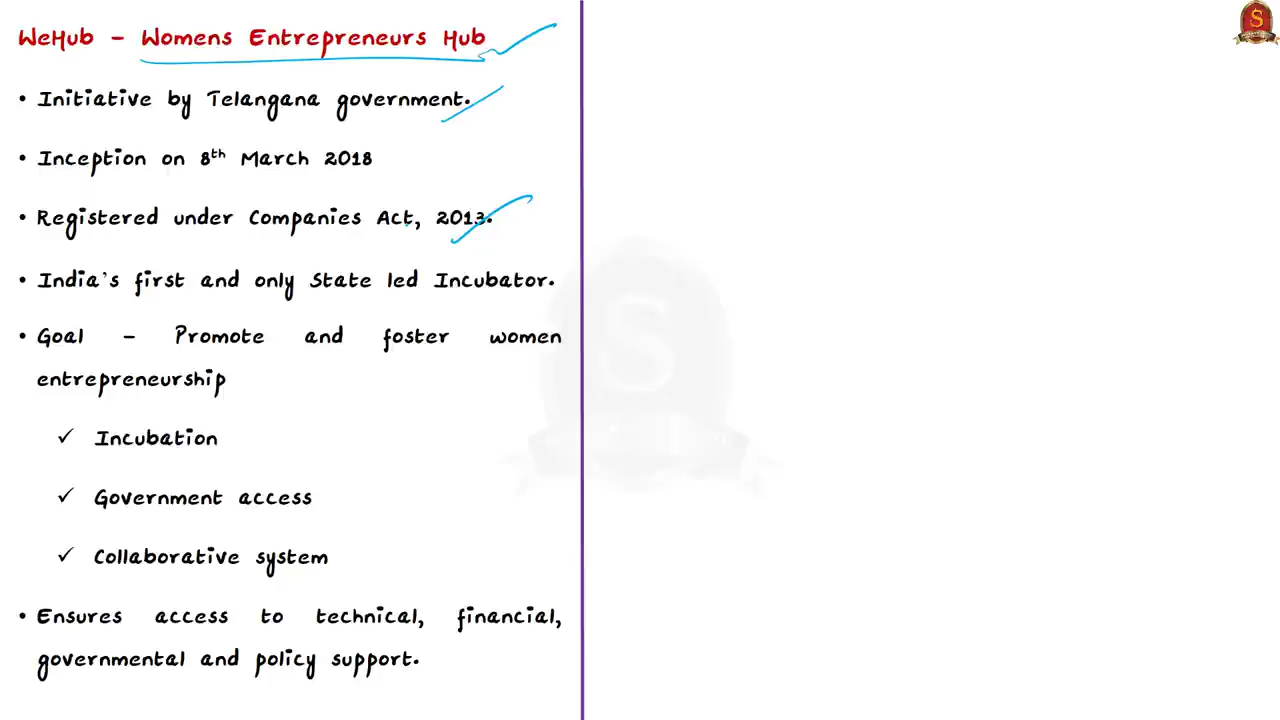 WeHub - Womens Entrepreneurs Hub
• Initiative by Telangana government.
• Inception on 8th March 2018
• Registered under Companies Act, 2013.
• India's first and only State led Incubator.
• Goal - Promote and foster women
entrepreneurship
✓ Incubation
✓ Government access
✓ Collaborative system
• Ensures access to technical, financial,
governmental and policy support.
S
S